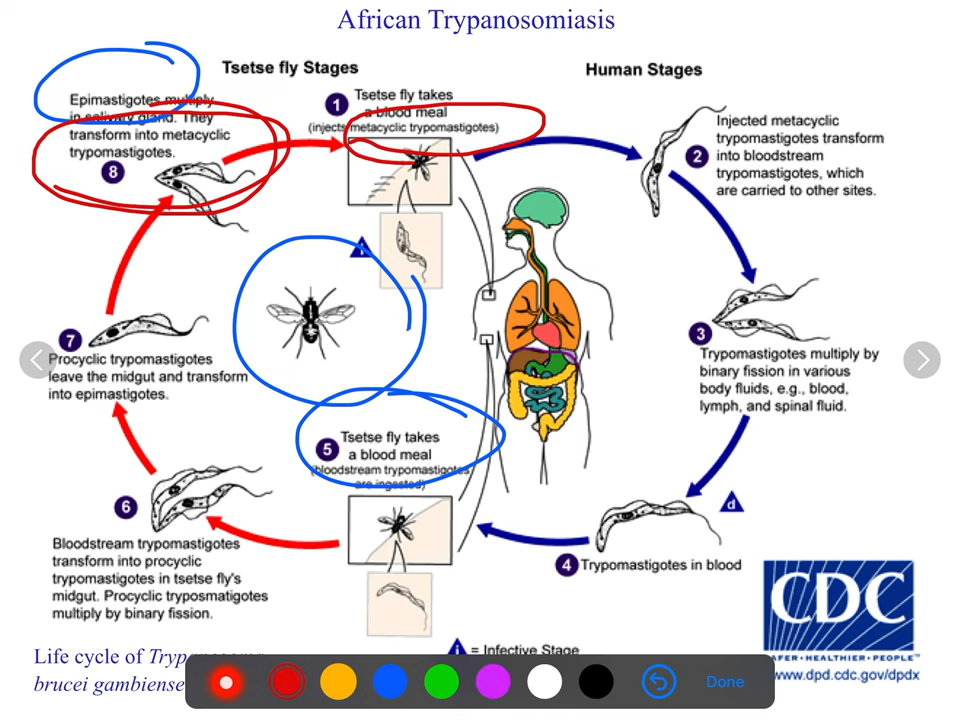 African Trypanosomiasis
Tsetse fly Stages
Human Stages
1
Tsetse fly takes
a blood meal
(injects metacyclic trypomastigotes)
Epimastigotes multiply
in salivary gland. They
transform into metacyclic
trypomastigotes.
8
2
Injected metacyclic
trypomastigotes transform
into bloodstream
trypomastigotes, which
are carried to other sites.
i
7
Procyclic trypomastigotes
leave the midgut and transform
into epimastigotes.
3
Trypomastigotes multiply by
binary fission in various
body fluids, e.g., blood,
lymph, and spinal fluid.
5
Tsetse fly takes
a blood meal
(bloodstream trypomastigotes
are ingested)
6
Bloodstream trypomastigotes
transform into procyclic
trypomastigotes in tsetse fly's
midgut. Procyclic tryposmatigotes
multiply by binary fission.
d
4
Trypomastigotes in blood
CDC
SAFER • HEALTHIER • PEOPLE™
www.dpd.cdc.gov/dpdx
i = Infective Stage
Life cycle of
brucei gambiense
Done